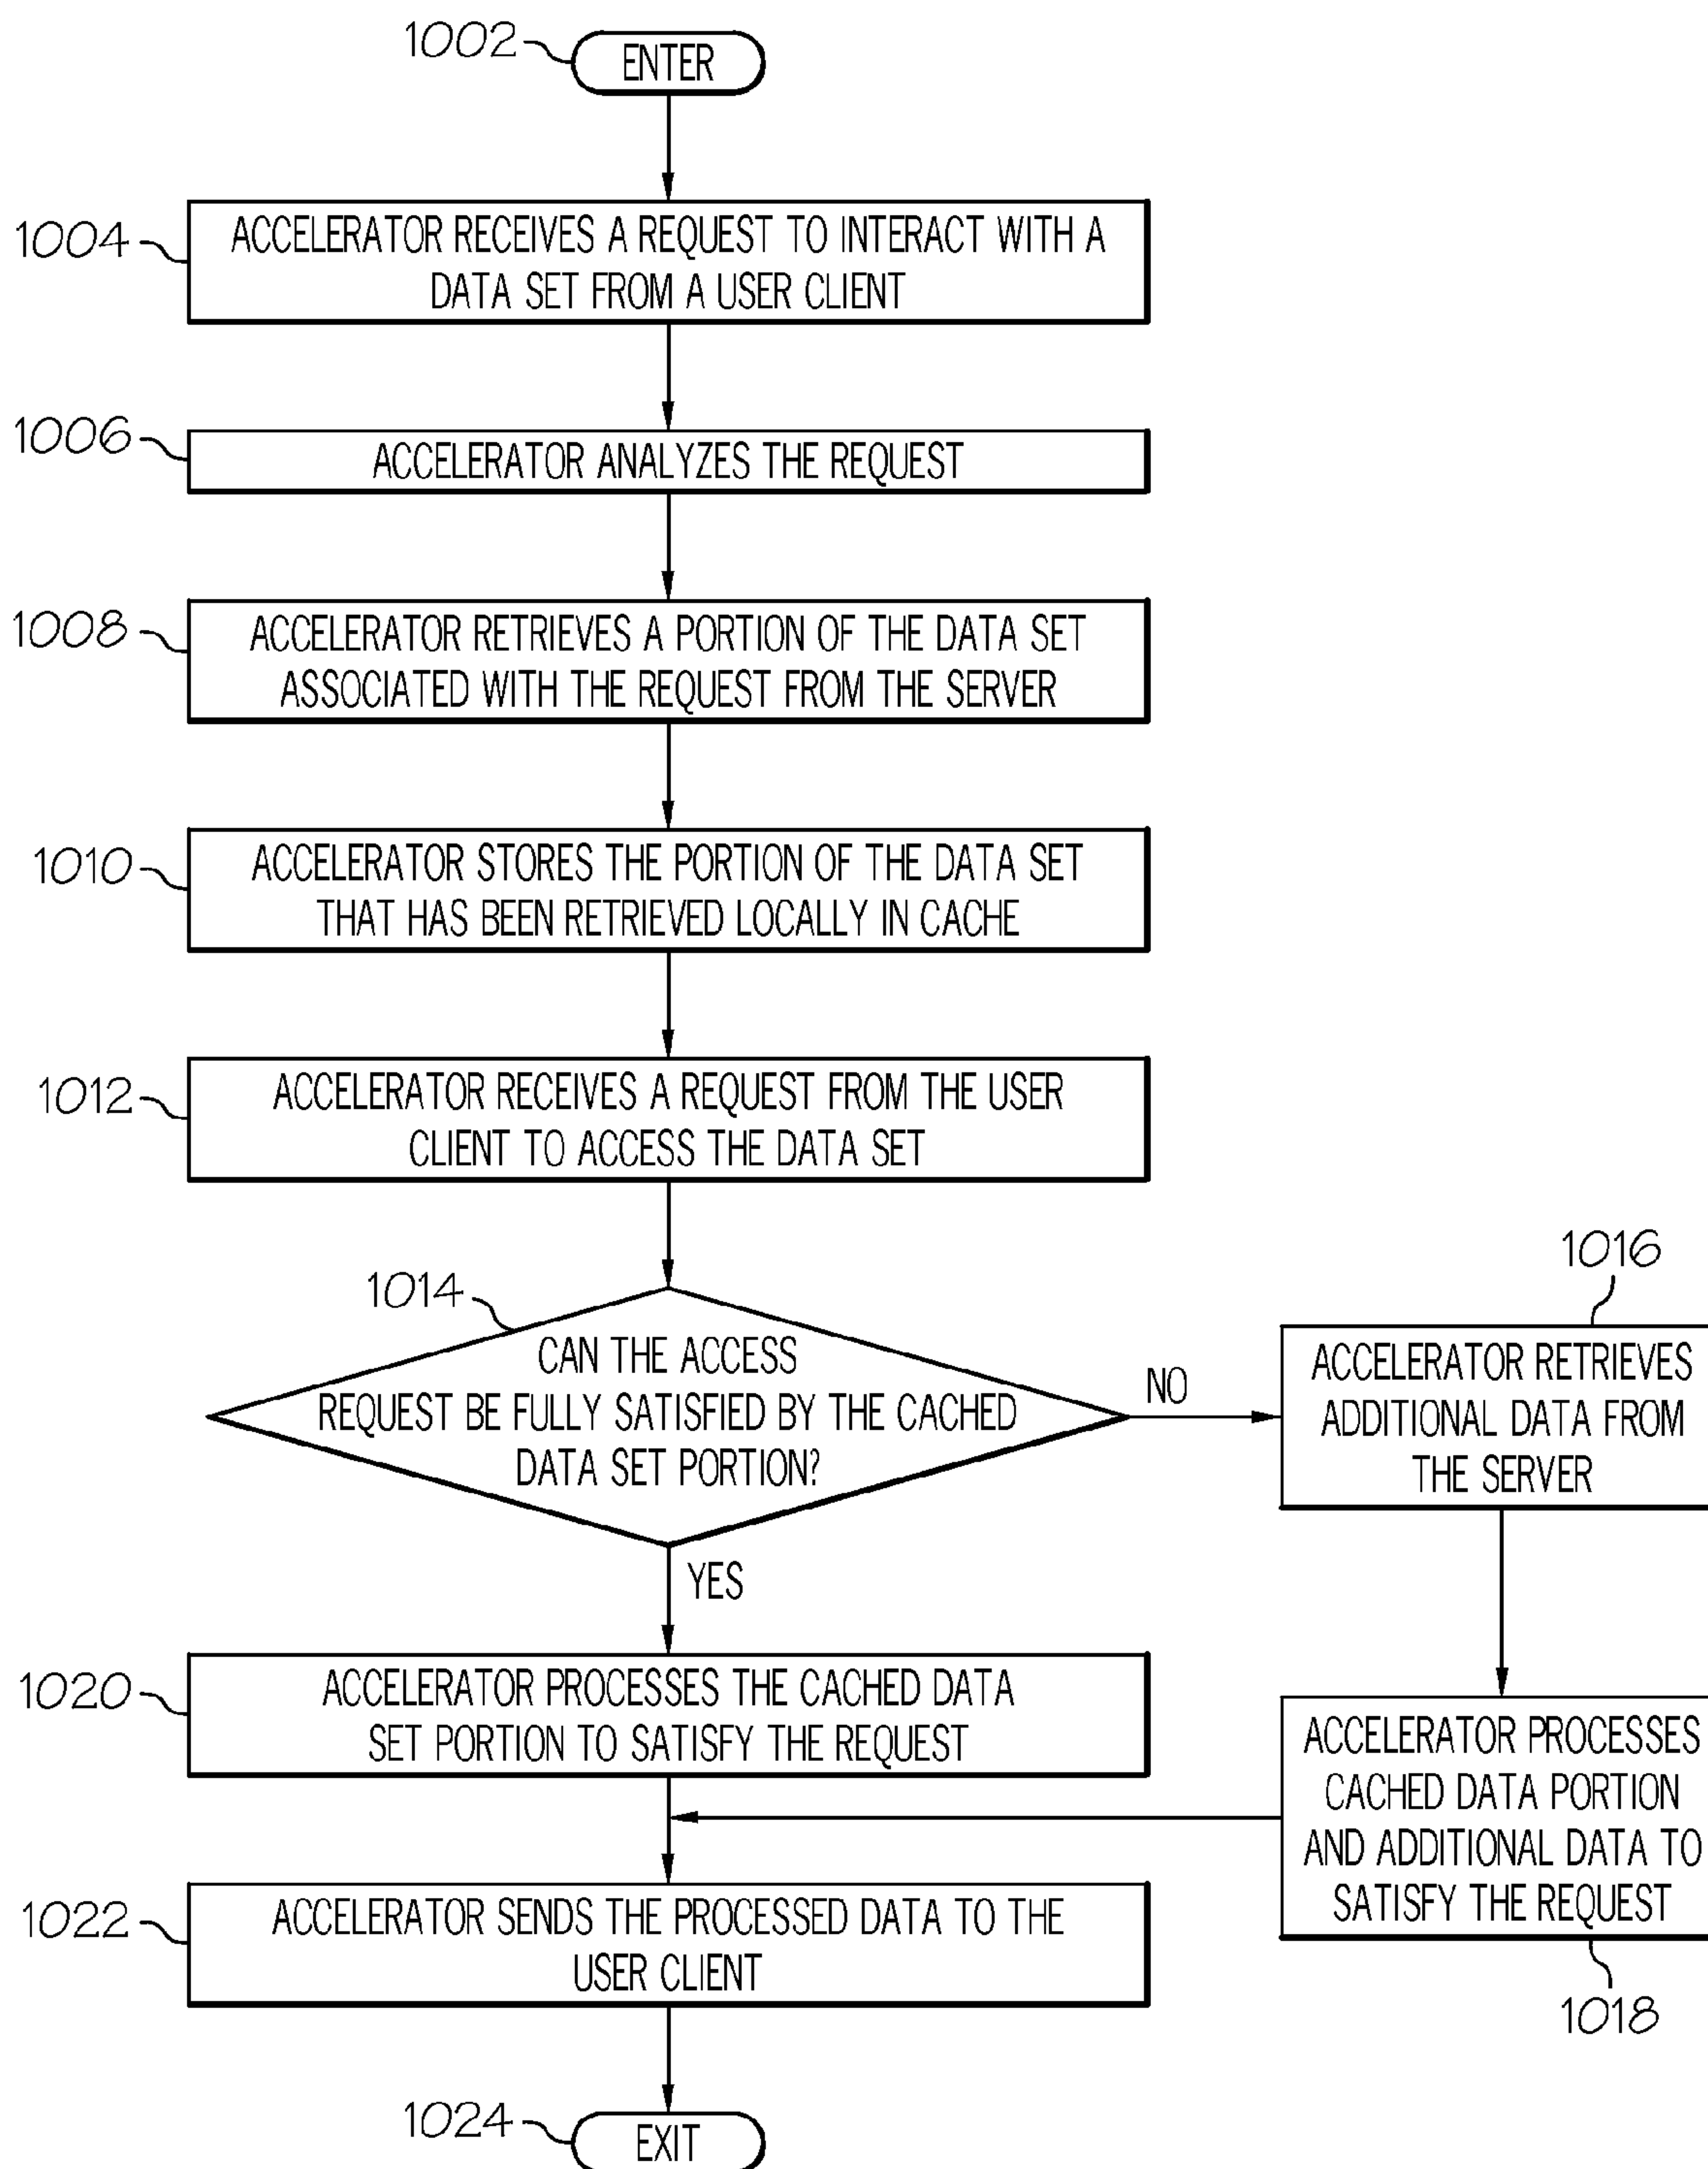 1002
ENTER
1004
ACCELERATOR RECEIVES A REQUEST TO INTERACT WITH A
DATA SET FROM A USER CLIENT
1006
ACCELERATOR ANALYZES THE REQUEST
1008
ACCELERATOR RETRIEVES A PORTION OF THE DATA SET
ASSOCIATED WITH THE REQUEST FROM THE SERVER
1010
ACCELERATOR STORES THE PORTION OF THE DATA SET
THAT HAS BEEN RETRIEVED LOCALLY IN CACHE
1012
ACCELERATOR RECEIVES A REQUEST FROM THE USER
CLIENT TO ACCESS THE DATA SET
1014
CAN THE ACCESS
REQUEST BE FULLY SATISFIED BY THE CACHED
DATA SET PORTION?
NO
1016
ACCELERATOR RETRIEVES
ADDITIONAL DATA FROM
THE SERVER
YES
1020
ACCELERATOR PROCESSES THE CACHED DATA
SET PORTION TO SATISFY THE REQUEST
ACCELERATOR PROCESSES
CACHED DATA PORTION
AND ADDITIONAL DATA TO
SATISFY THE REQUEST
1018
1022
ACCELERATOR SENDS THE PROCESSED DATA TO THE
USER CLIENT
1024
EXIT